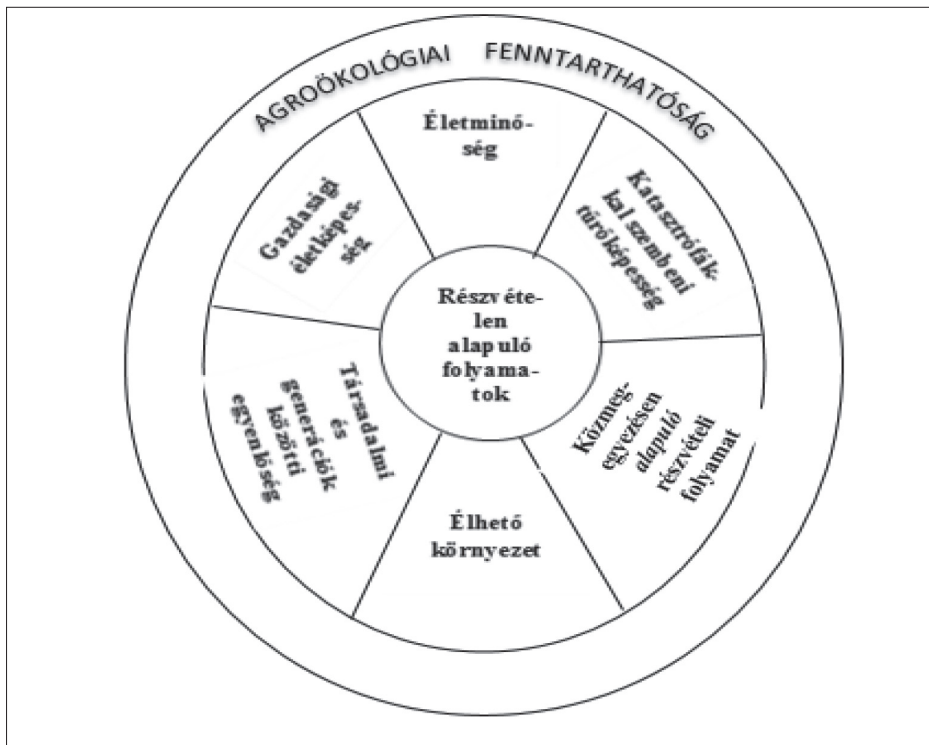 AGROÖKOLÓGIAI FENNTARTHATÓSÁG
Életminő-
ség
Katasztrófák-
kal szembeni
tűrőképesség
Közmeg-
egyezésen
alapuló
részvételi
folyamat
Élhető
környezet
Társadalmi
és
generációk
közötti
egyenlőség
Gazdasági
életképes-
ség
Részvéte-
len
alapuló
folyama-
tok